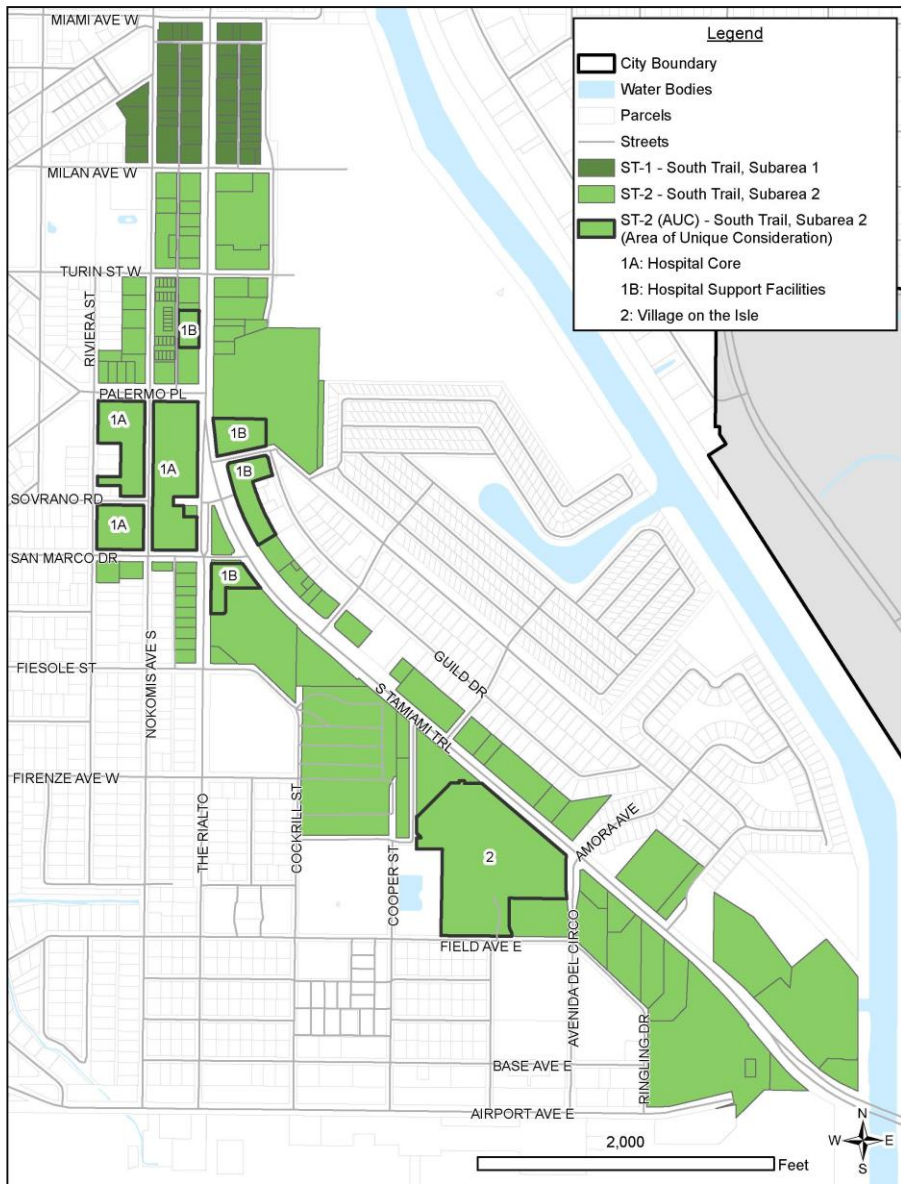 MIAMI AVE W
Legend
City Boundary
Water Bodies
Parcels
Streets
ST-1 - South Trail, Subarea 1
ST-2 - South Trail, Subarea 2
ST-2 (AUC) - South Trail, Subarea 2
(Area of Unique Consideration)
1A: Hospital Core
1B: Hospital Support Facilities
2: Village on the Isle
MILAN AVE W
TURIN ST W
RIVIERA ST
1B
PALERMO PL
1A
1A
1B
1B
SOVRANO RD
1A
SAN MARCO DR
1B
NOKOMIS AVE S
FIESOLE ST
GUILD DR
S TAMIAMI TRL
FIRENZE AVE W
THE RIALTO
COCKRILL ST
COOPER ST
2
AMORA AVE
FIELD AVE E
AVENIDA DEL CIRCO
RINGLING DR
BASE AVE E
AIRPORT AVE E
N
W
E
S
2,000
Feet